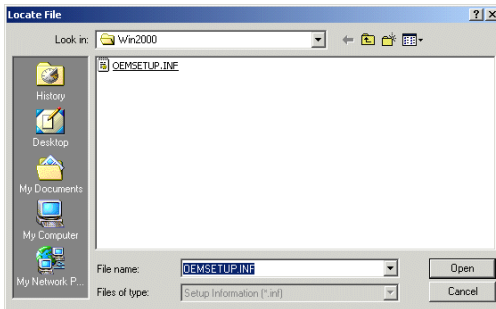 Locate File
Look in:
Win2000
OEMSETUP.INF
History
Desktop
My Documents
My Computer
My Network P...
File name:
OEMSETUP.INF
Open
Files of type:
Setup Information (*.inf)
Cancel